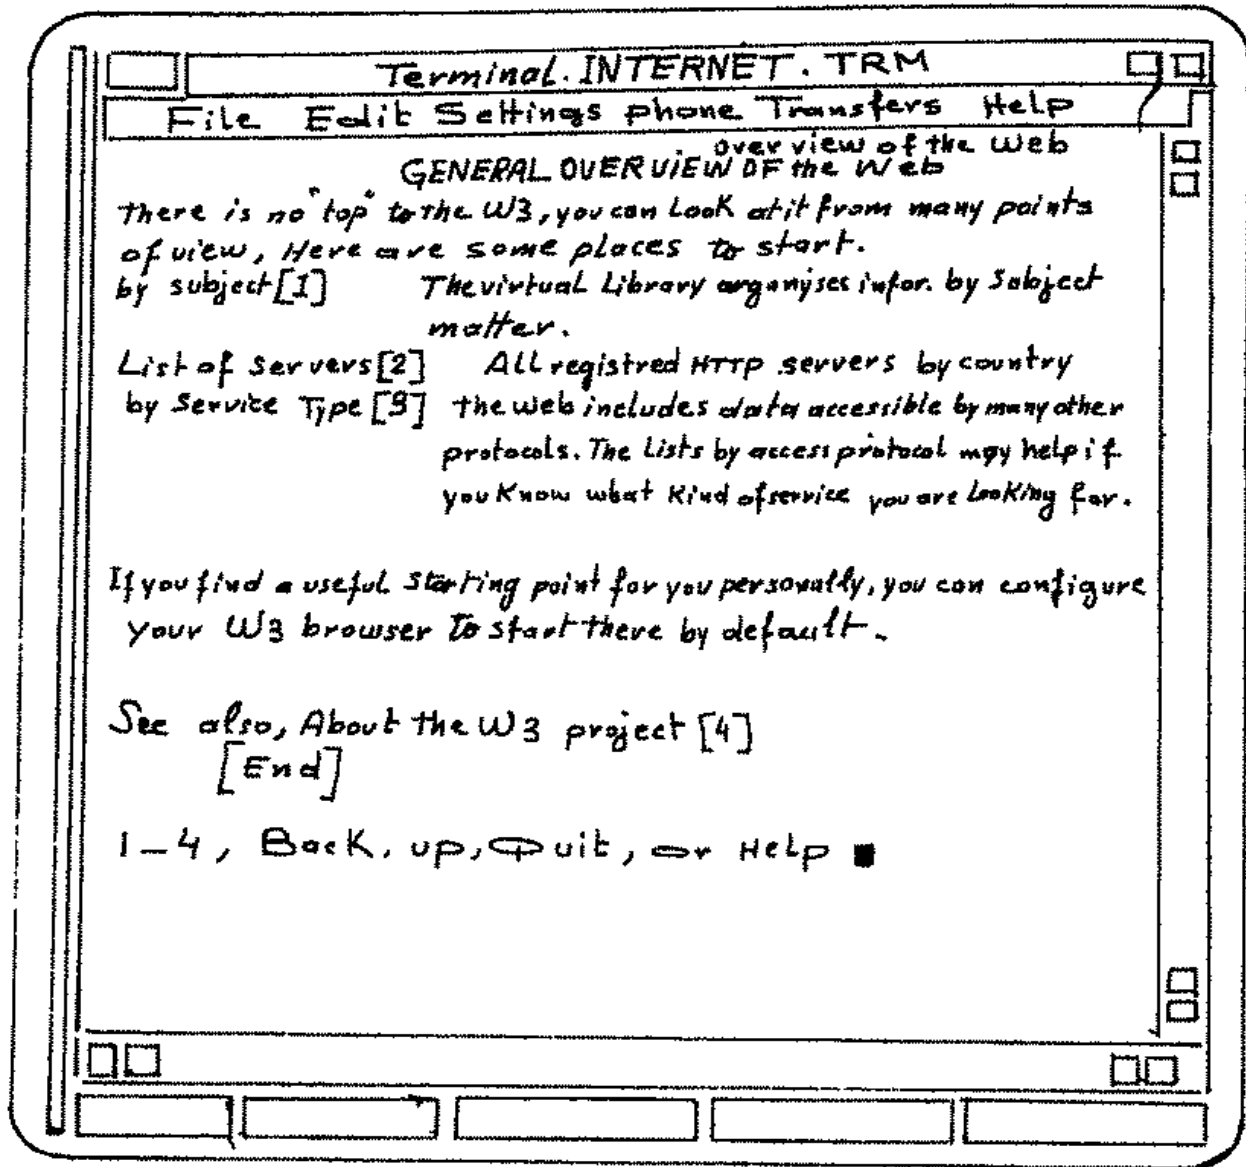 Terminal.INTERNET.TRM
File Edit Settings phone Transfers Help
over view of the Web
GENERAL OVERVIEW OF the Web
there is no "top" to the W3, you can Look at it from many points
of view, Here are some places to start.
by subject[1] The virtual Library arganyses infor. by Sabject
matter.
List of Servers[2] All registred HTTP servers by country
by Service Type [9] the web includes data accessible by many other
protocols. The Lists by access protocol may help if
you Know what Kind of service you are Looking for.
If you find a useful starting point for you personally, you can configure
your W3 browser To start there by default.
See also, About the W3 project [4]
[End]
1-4, Back, up, Quit, or Help